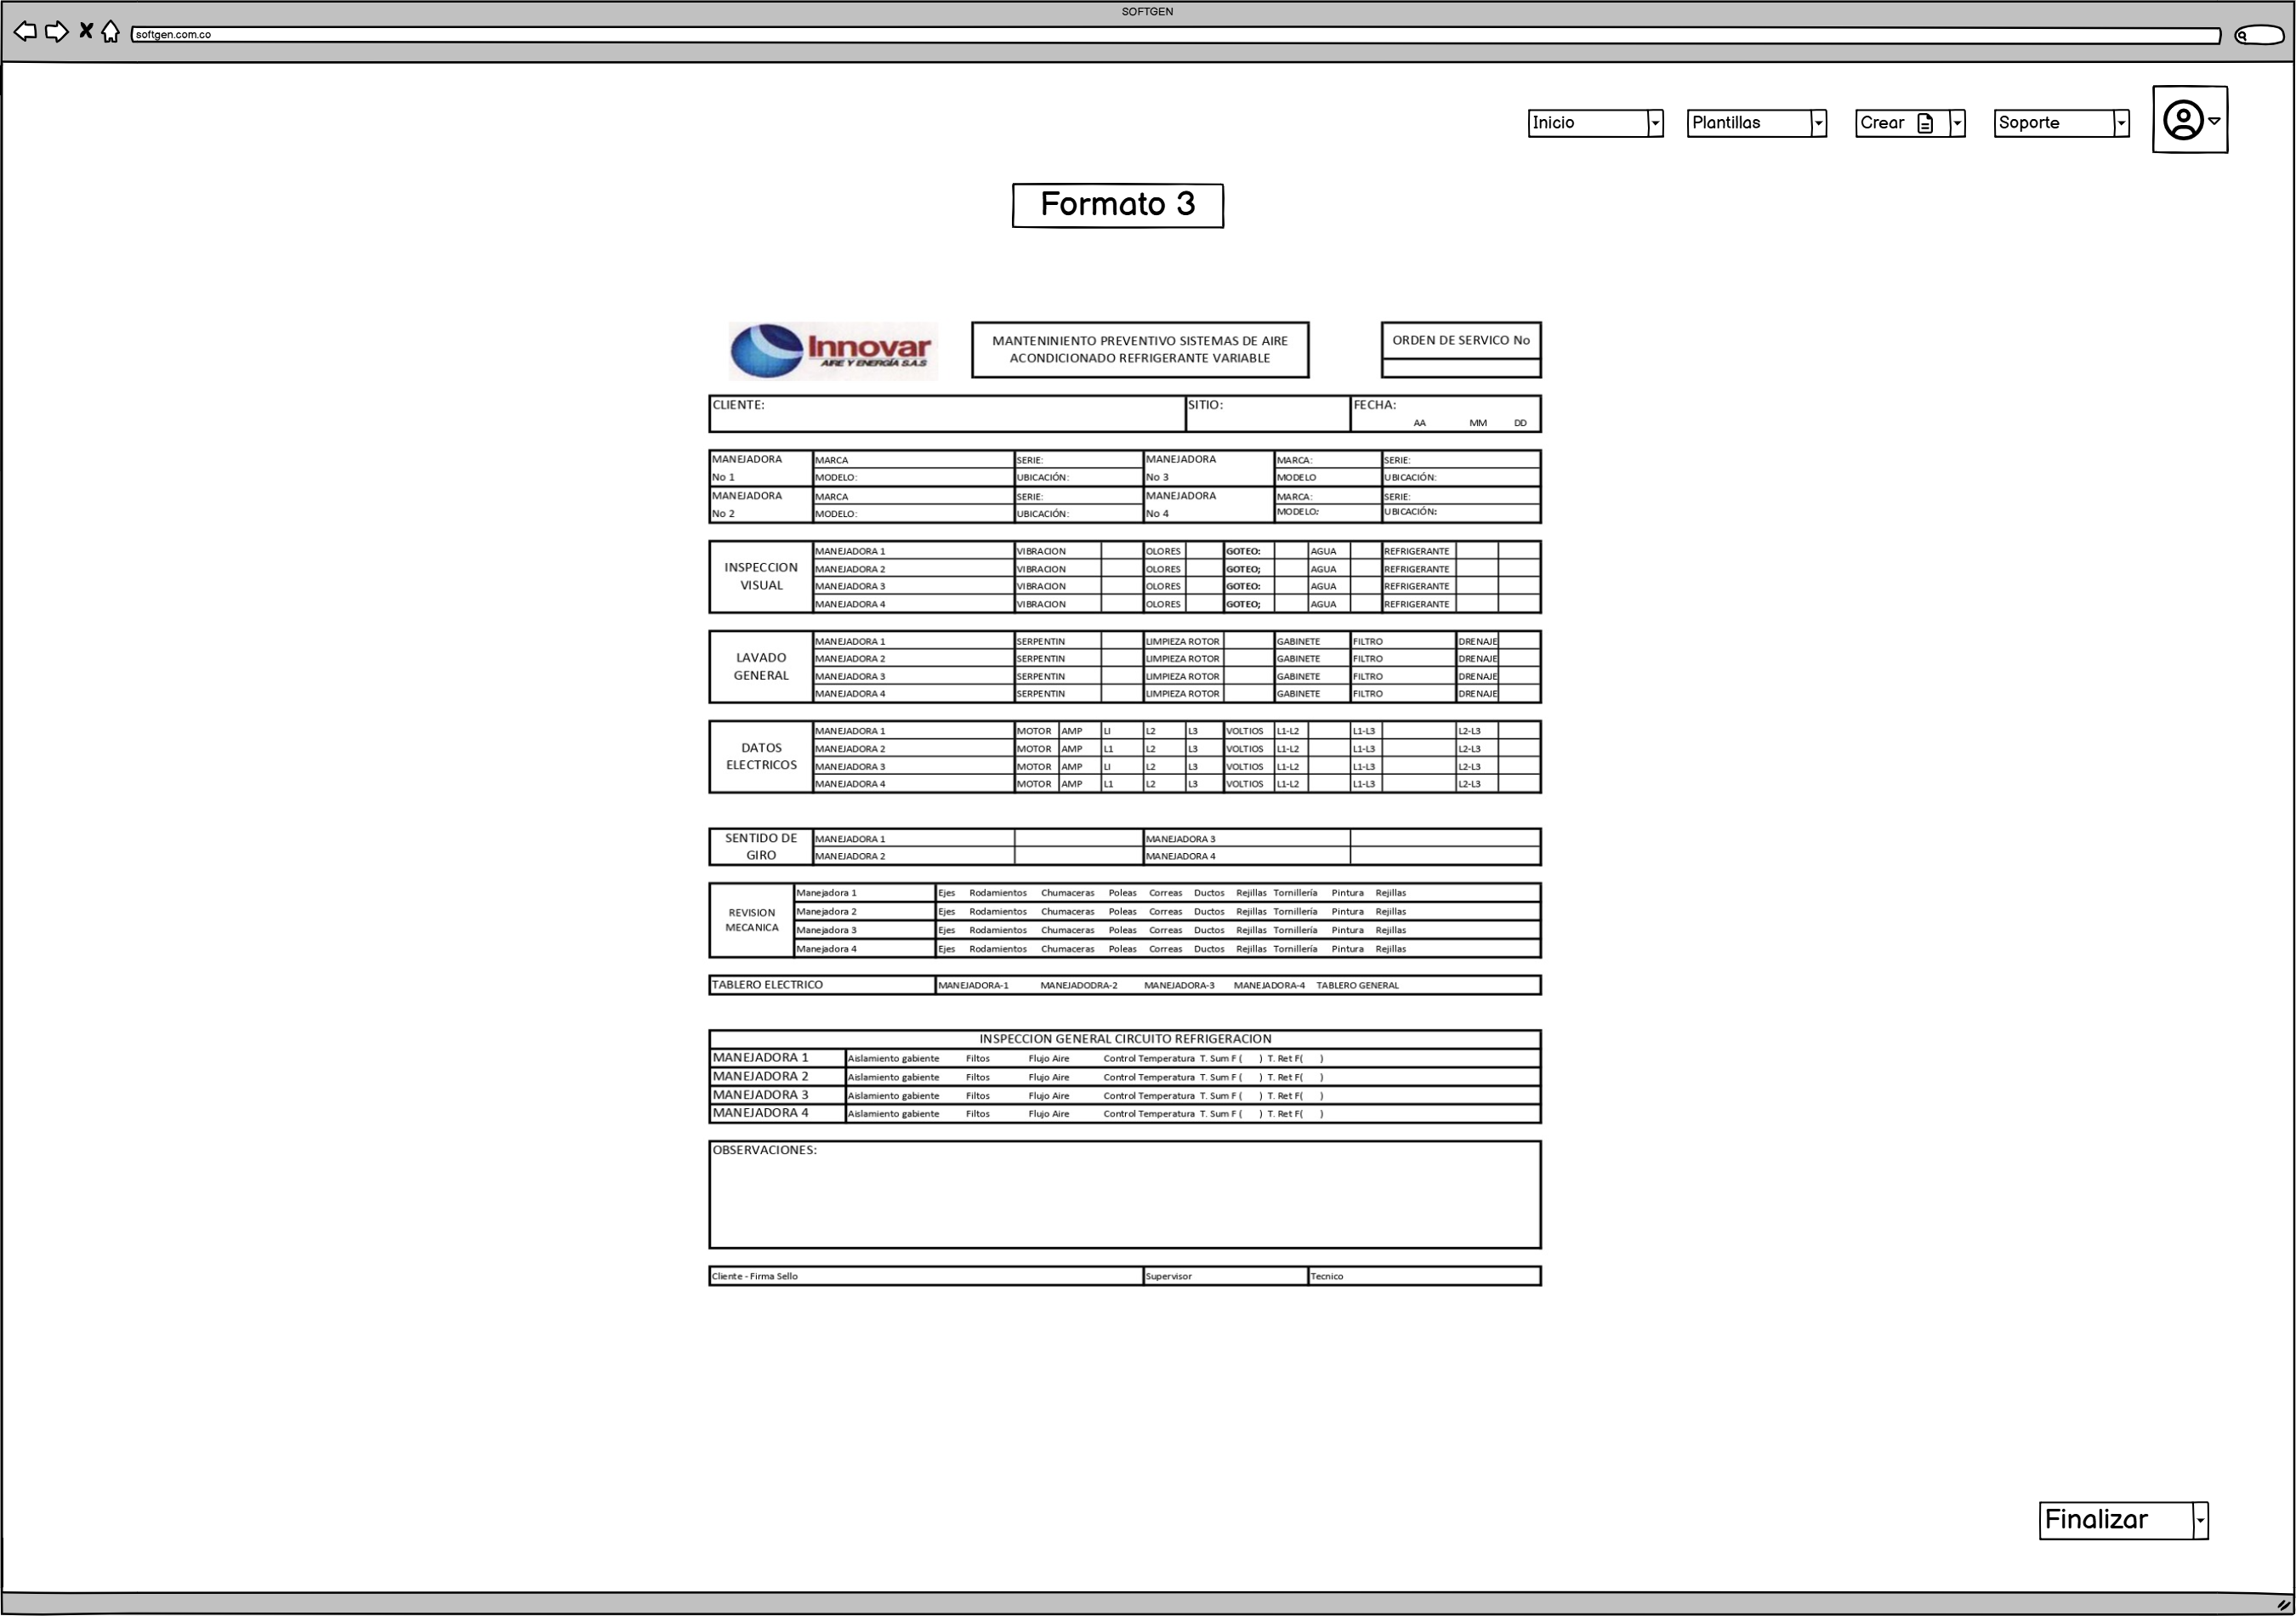 SOFTGEN
softgen.com.co
Inicio Plantillas Crear Soporte
Formato 3
Innovar
AIRE Y ENERGÍA S.A.S
MANTENINIENTO PREVENTIVO SISTEMAS DE AIRE
ACONDICIONADO REFRIGERANTE VARIABLE
ORDEN DE SERVICO No
CLIENTE: SITIO: FECHA:
AA MM DD
MANEJADORA MARCA SERIE: MANEJADORA MARCA: SERIE:
No 1 MODELO: UBICACIÓN: No 3 MODELO UBICACIÓN:
MANEJADORA MARCA SERIE: MANEJADORA MARCA: SERIE:
No 2 MODELO: UBICACIÓN: No 4 MODELO: UBICACIÓN:
INSPECCION
VISUAL
MANEJADORA 1 VIBRACION OLORES GOTEO: AGUA REFRIGERANTE
MANEJADORA 2 VIBRACION OLORES GOTEO; AGUA REFRIGERANTE
MANEJADORA 3 VIBRACION OLORES GOTEO: AGUA REFRIGERANTE
MANEJADORA 4 VIBRACION OLORES GOTEO; AGUA REFRIGERANTE
LAVADO
GENERAL
MANEJADORA 1 SERPENTIN LIMPIEZA ROTOR GABINETE FILTRO DRENAJE
MANEJADORA 2 SERPENTIN LIMPIEZA ROTOR GABINETE FILTRO DRENAJE
MANEJADORA 3 SERPENTIN LIMPIEZA ROTOR GABINETE FILTRO DRENAJE
MANEJADORA 4 SERPENTIN LIMPIEZA ROTOR GABINETE FILTRO DRENAJE
DATOS
ELECTRICOS
MANEJADORA 1 MOTOR AMP LI L2 L3 VOLTIOS L1-L2 L1-L3 L2-L3
MANEJADORA 2 MOTOR AMP L1 L2 L3 VOLTIOS L1-L2 L1-L3 L2-L3
MANEJADORA 3 MOTOR AMP LI L2 L3 VOLTIOS L1-L2 L1-L3 L2-L3
MANEJADORA 4 MOTOR AMP L1 L2 L3 VOLTIOS L1-L2 L1-L3 L2-L3
SENTIDO DE
GIRO
MANEJADORA 1 MANEJADORA 3
MANEJADORA 2 MANEJADORA 4
REVISION
MECANICA
Manejadora 1 Ejes Rodamientos Chumaceras Poleas Correas Ductos Rejillas Tornillería Pintura Rejillas
Manejadora 2 Ejes Rodamientos Chumaceras Poleas Correas Ductos Rejillas Tornillería Pintura Rejillas
Manejadora 3 Ejes Rodamientos Chumaceras Poleas Correas Ductos Rejillas Tornillería Pintura Rejillas
Manejadora 4 Ejes Rodamientos Chumaceras Poleas Correas Ductos Rejillas Tornillería Pintura Rejillas
TABLERO ELECTRICO MANEJADORA-1 MANEJADODRA-2 MANEJADORA-3 MANEJADORA-4 TABLERO GENERAL
INSPECCION GENERAL CIRCUITO REFRIGERACION
MANEJADORA 1 Aislamiento gabiente Filtos Flujo Aire Control Temperatura T. Sum F ( ) T. Ret F( )
MANEJADORA 2 Aislamiento gabiente Filtos Flujo Aire Control Temperatura T. Sum F ( ) T. Ret F( )
MANEJADORA 3 Aislamiento gabiente Filtos Flujo Aire Control Temperatura T. Sum F ( ) T. Ret F( )
MANEJADORA 4 Aislamiento gabiente Filtos Flujo Aire Control Temperatura T. Sum F ( ) T. Ret F( )
OBSERVACIONES:
Cliente - Firma Sello Supervisor Tecnico
Finalizar